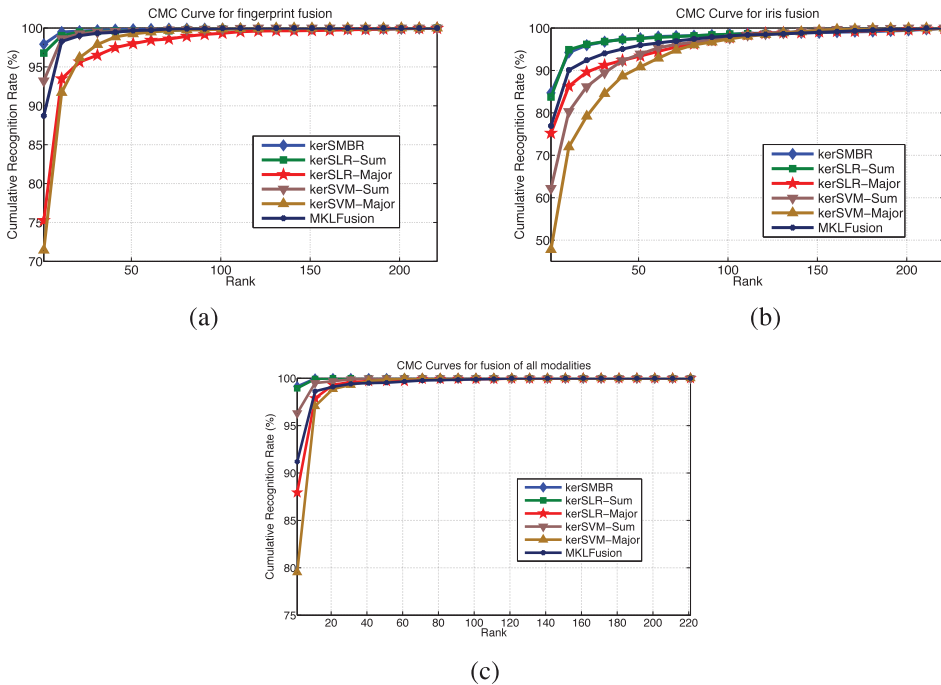 CMC Curve for fingerprint fusion
Cumulative Recognition Rate (%)
100
95
90
85
80
75
70
50
100
150
200
Rank
kerSMBR
kerSLR-Sum
kerSLR-Major
kerSVM-Sum
kerSVM-Major
MKLFusion
(a)
CMC Curve for iris fusion
Cumulative Recognition Rate (%)
100
90
80
70
60
50
50
100
150
200
Rank
kerSMBR
kerSLR-Sum
kerSLR-Major
kerSVM-Sum
kerSVM-Major
MKLFusion
(b)
CMC Curves for fusion of all modalities
Cumulative Recognition Rate (%)
100
95
90
85
80
75
20 40 60 80 100 120 140 160 180 200 220
Rank
kerSMBR
kerSLR-Sum
kerSLR-Major
kerSVM-Sum
kerSVM-Major
MKLFusion
(c)